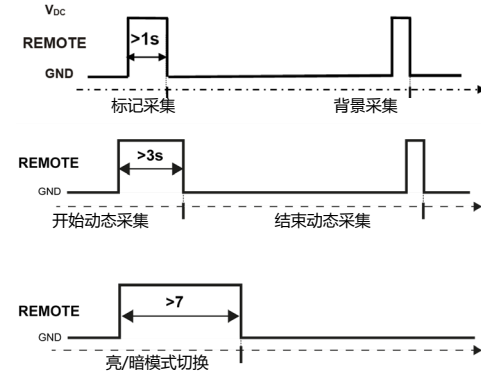 VDC
REMOTE >1s
GND
标记采集 背景采集
REMOTE >3s
GND
开始动态采集 结束动态采集
REMOTE >7
GND
亮/暗模式切换